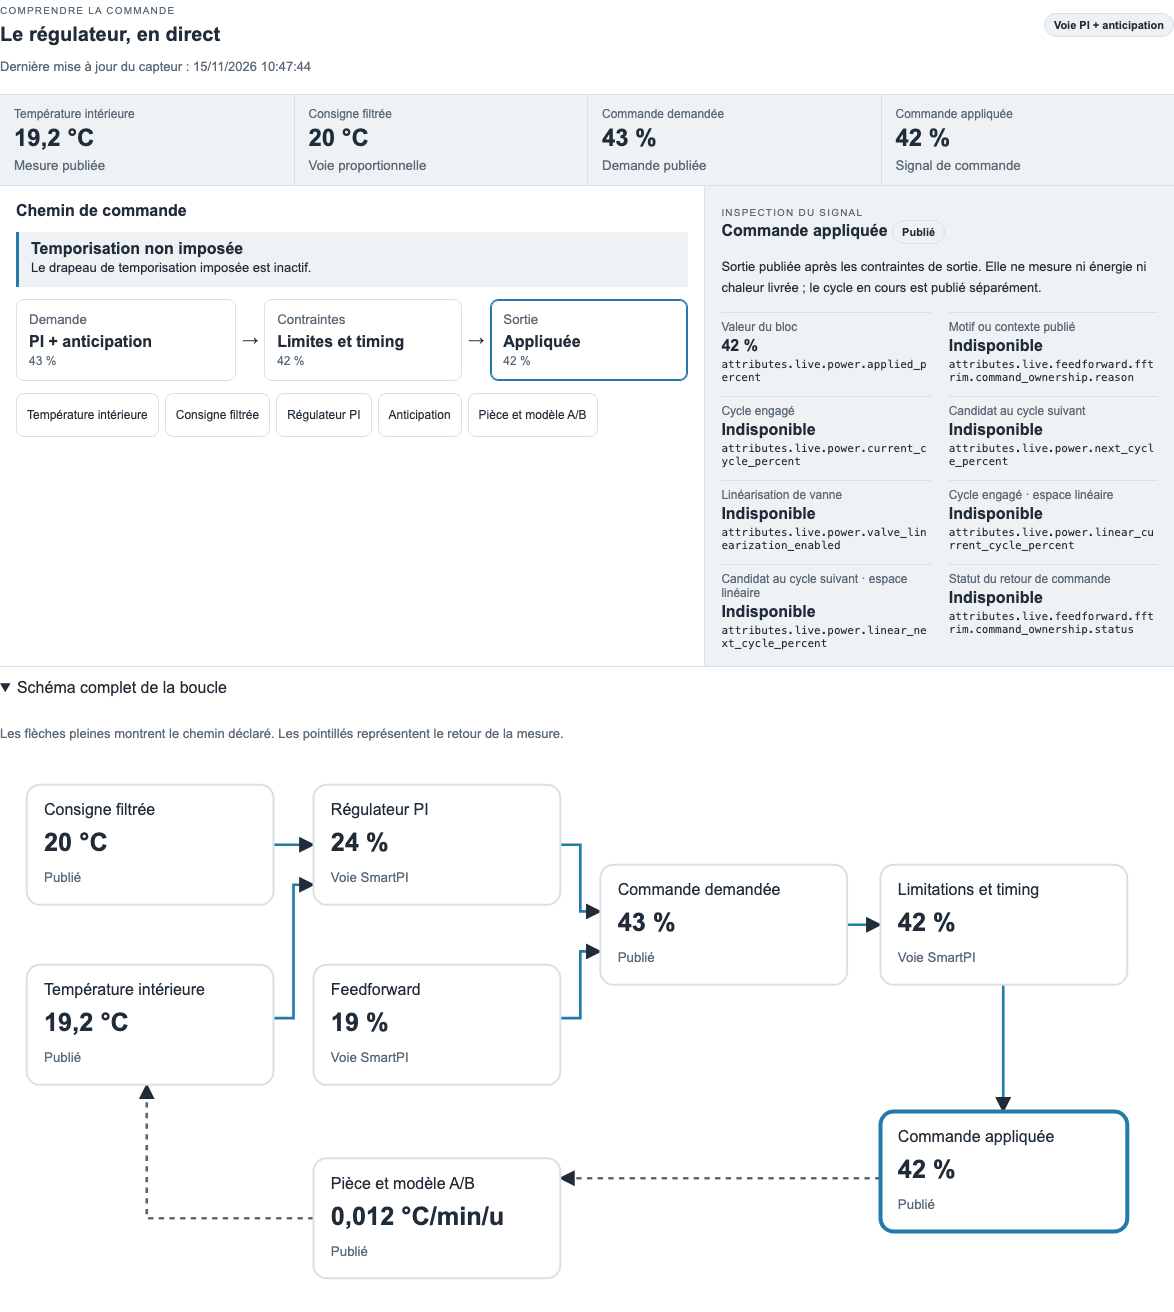 COMPRENDRE LA COMMANDE
Le régulateur, en direct
Voie PI + anticipation
Dernière mise à jour du capteur : 15/11/2026 10:47:44
Température intérieure
19,2 °C
Mesure publiée
Consigne filtrée
20 °C
Voie proportionnelle
Commande demandée
43 %
Demande publiée
Commande appliquée
42 %
Signal de commande
Chemin de commande
Temporisation non imposée
Le drapeau de temporisation imposée est inactif.
Demande
PI + anticipation
43 %
→
Contraintes
Limites et timing
42 %
→
Sortie
Appliquée
42 %
Température intérieure
Consigne filtrée
Régulateur PI
Anticipation
Pièce et modèle A/B
INSPECTION DU SIGNAL
Commande appliquée Publié
Sortie publiée après les contraintes de sortie. Elle ne mesure ni énergie ni
chaleur livrée ; le cycle en cours est publié séparément.
Valeur du bloc
42 %
attributes.live.power.applied_p
ercent
Motif ou contexte publié
Indisponible
attributes.live.feedforward.fft
rim.command_ownership.reason
Cycle engagé
Indisponible
attributes.live.power.current_c
ycle_percent
Candidat au cycle suivant
Indisponible
attributes.live.power.next_cycl
e_percent
Linéarisation de vanne
Indisponible
attributes.live.power.valve_lin
earization_enabled
Cycle engagé · espace linéaire
Indisponible
attributes.live.power.linear_cu
rrent_cycle_percent
Candidat au cycle suivant · espace
linéaire
Indisponible
attributes.live.power.linear_ne
xt_cycle_percent
Statut du retour de commande
Indisponible
attributes.live.feedforward.fft
rim.command_ownership.status
▼ Schéma complet de la boucle
Les flèches pleines montrent le chemin déclaré. Les pointillés représentent le retour de la mesure.
Consigne filtrée
20 °C
Publié
Régulateur PI
24 %
Voie SmartPI
Commande demandée
43 %
Publié
Limitations et timing
42 %
Voie SmartPI
Température intérieure
19,2 °C
Publié
Feedforward
19 %
Voie SmartPI
Commande appliquée
42 %
Publié
Pièce et modèle A/B
0,012 °C/min/u
Publié